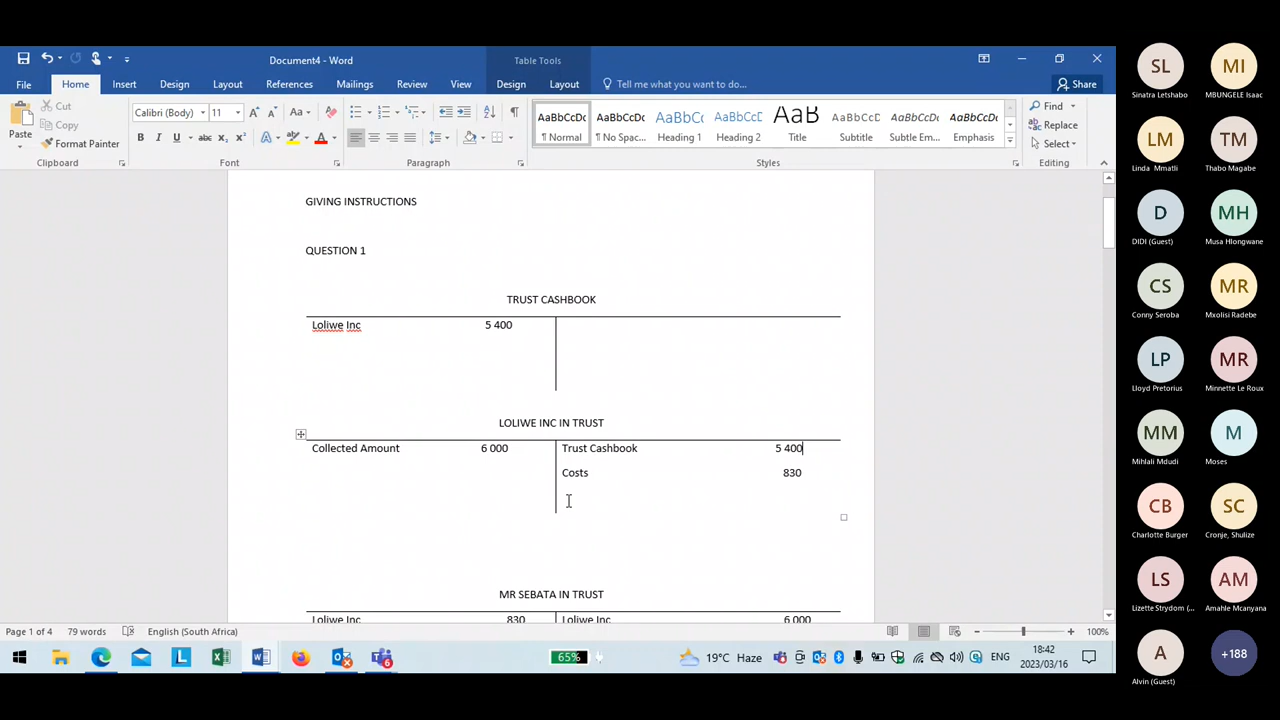 Document4 - Word
Table Tools
File Home Insert Design Layout References Mailings Review View Design Layout Tell me what you want to do... Share
Paste
Cut
Copy
Format Painter
Clipboard
Calibri (Body) 11
Font
Paragraph
AaBbCcDc AaBbCcDc AaBbC AaBbCcC AaB AaBbCcD AaBbCcDc AaBbCcDc
¶ Normal ¶ No Spac... Heading 1 Heading 2 Title Subtitle Subtle Em... Emphasis
Styles
Find
Replace
Select
Editing
GIVING INSTRUCTIONS
QUESTION 1
TRUST CASHBOOK
Loliwe Inc 5 400
LOLIWE INC IN TRUST
Collected Amount 6 000 Trust Cashbook 5 400
Costs 830
MR SEBATA IN TRUST
Loliwe Inc 830 Loliwe Inc 6 000
Page 1 of 4 79 words English (South Africa) 100%
65% 19°C Haze ENG 18:42
2023/03/16
SL MI
Sinatra Letshabo MBUNGELE Isaac
LM TM
Linda Mmatli Thabo Magabe
D MH
DIDI (Guest) Musa Hlongwane
CS MR
Conny Seroba Mxolisi Radebe
LP MR
Lloyd Pretorius Minnette Le Roux
MM M
Mihlali Mdudi Moses
CB SC
Charlotte Burger Cronje, Shulize
LS AM
Lizette Strydom (... Amahle Mcanyana
A +188
Alvin (Guest)